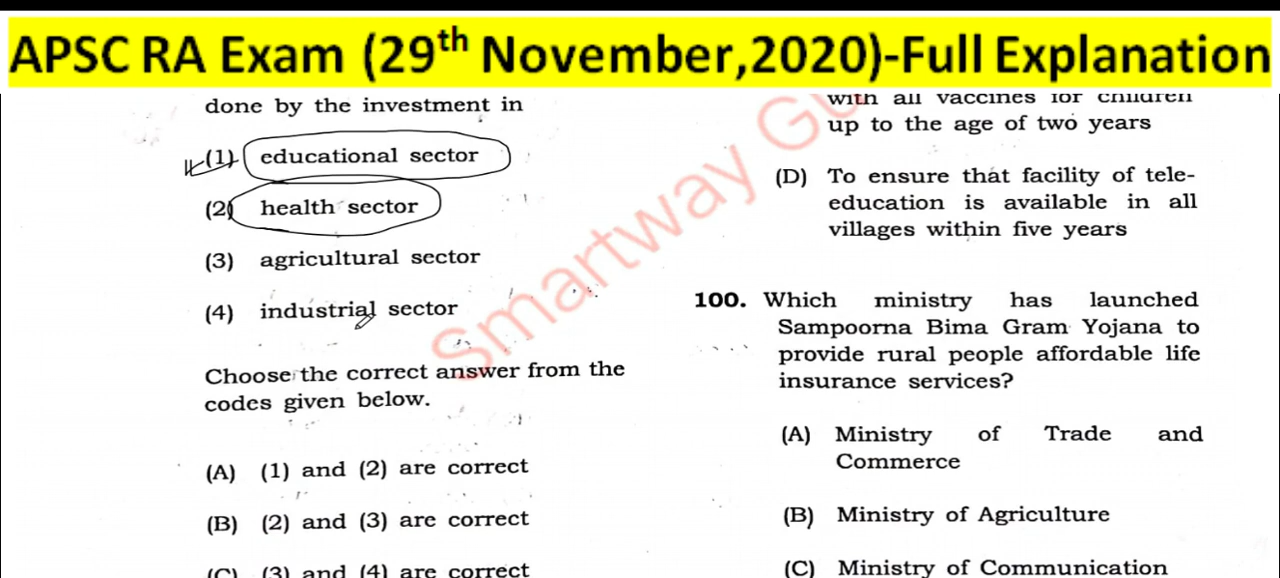 APSC RA Exam (29th November,2020)-Full Explanation
done by the investment in
(1) educational sector
(2) health sector
(3) agricultural sector
(4) industrial sector
Choose the correct answer from the
codes given below.
(A) (1) and (2) are correct
(B) (2) and (3) are correct
(C) (3) and (4) are correct
with all vaccines for children
up to the age of two years
(D) To ensure that facility of tele-
education is available in all
villages within five years
100. Which ministry has launched
Sampoorna Bima Gram Yojana to
provide rural people affordable life
insurance services?
(A) Ministry of Trade and
Commerce
(B) Ministry of Agriculture
(C) Ministry of Communication
Smartway